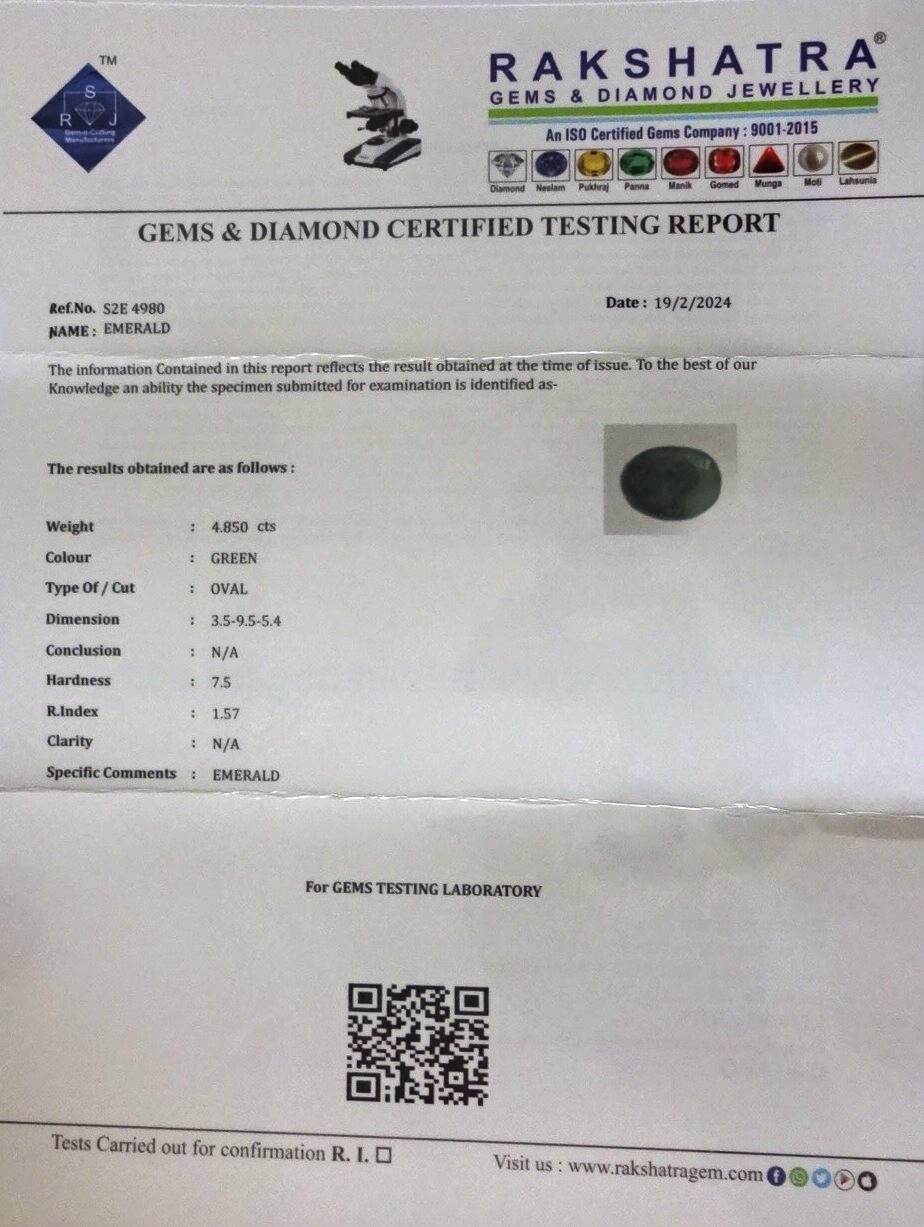 TM
S
R J
Gems-n-Cutting
Manufacturers
RAKSHATRA®
GEMS & DIAMOND JEWELLERY
An ISO Certified Gems Company : 9001-2015
Diamond Neelam Pukhraj Panna Manik Gomed Munga Moti Lahsunia
GEMS & DIAMOND CERTIFIED TESTING REPORT
Ref.No. S2E 4980
Date : 19/2/2024
NAME : EMERALD
The information Contained in this report reflects the result obtained at the time of issue. To the best of our
Knowledge an ability the specimen submitted for examination is identified as-
The results obtained are as follows :
Weight : 4.850 cts
Colour : GREEN
Type Of / Cut : OVAL
Dimension : 3.5-9.5-5.4
Conclusion : N/A
Hardness : 7.5
R.Index : 1.57
Clarity : N/A
Specific Comments : EMERALD
For GEMS TESTING LABORATORY
Tests Carried out for confirmation R. I. ☐
Visit us : www.rakshatragem.com